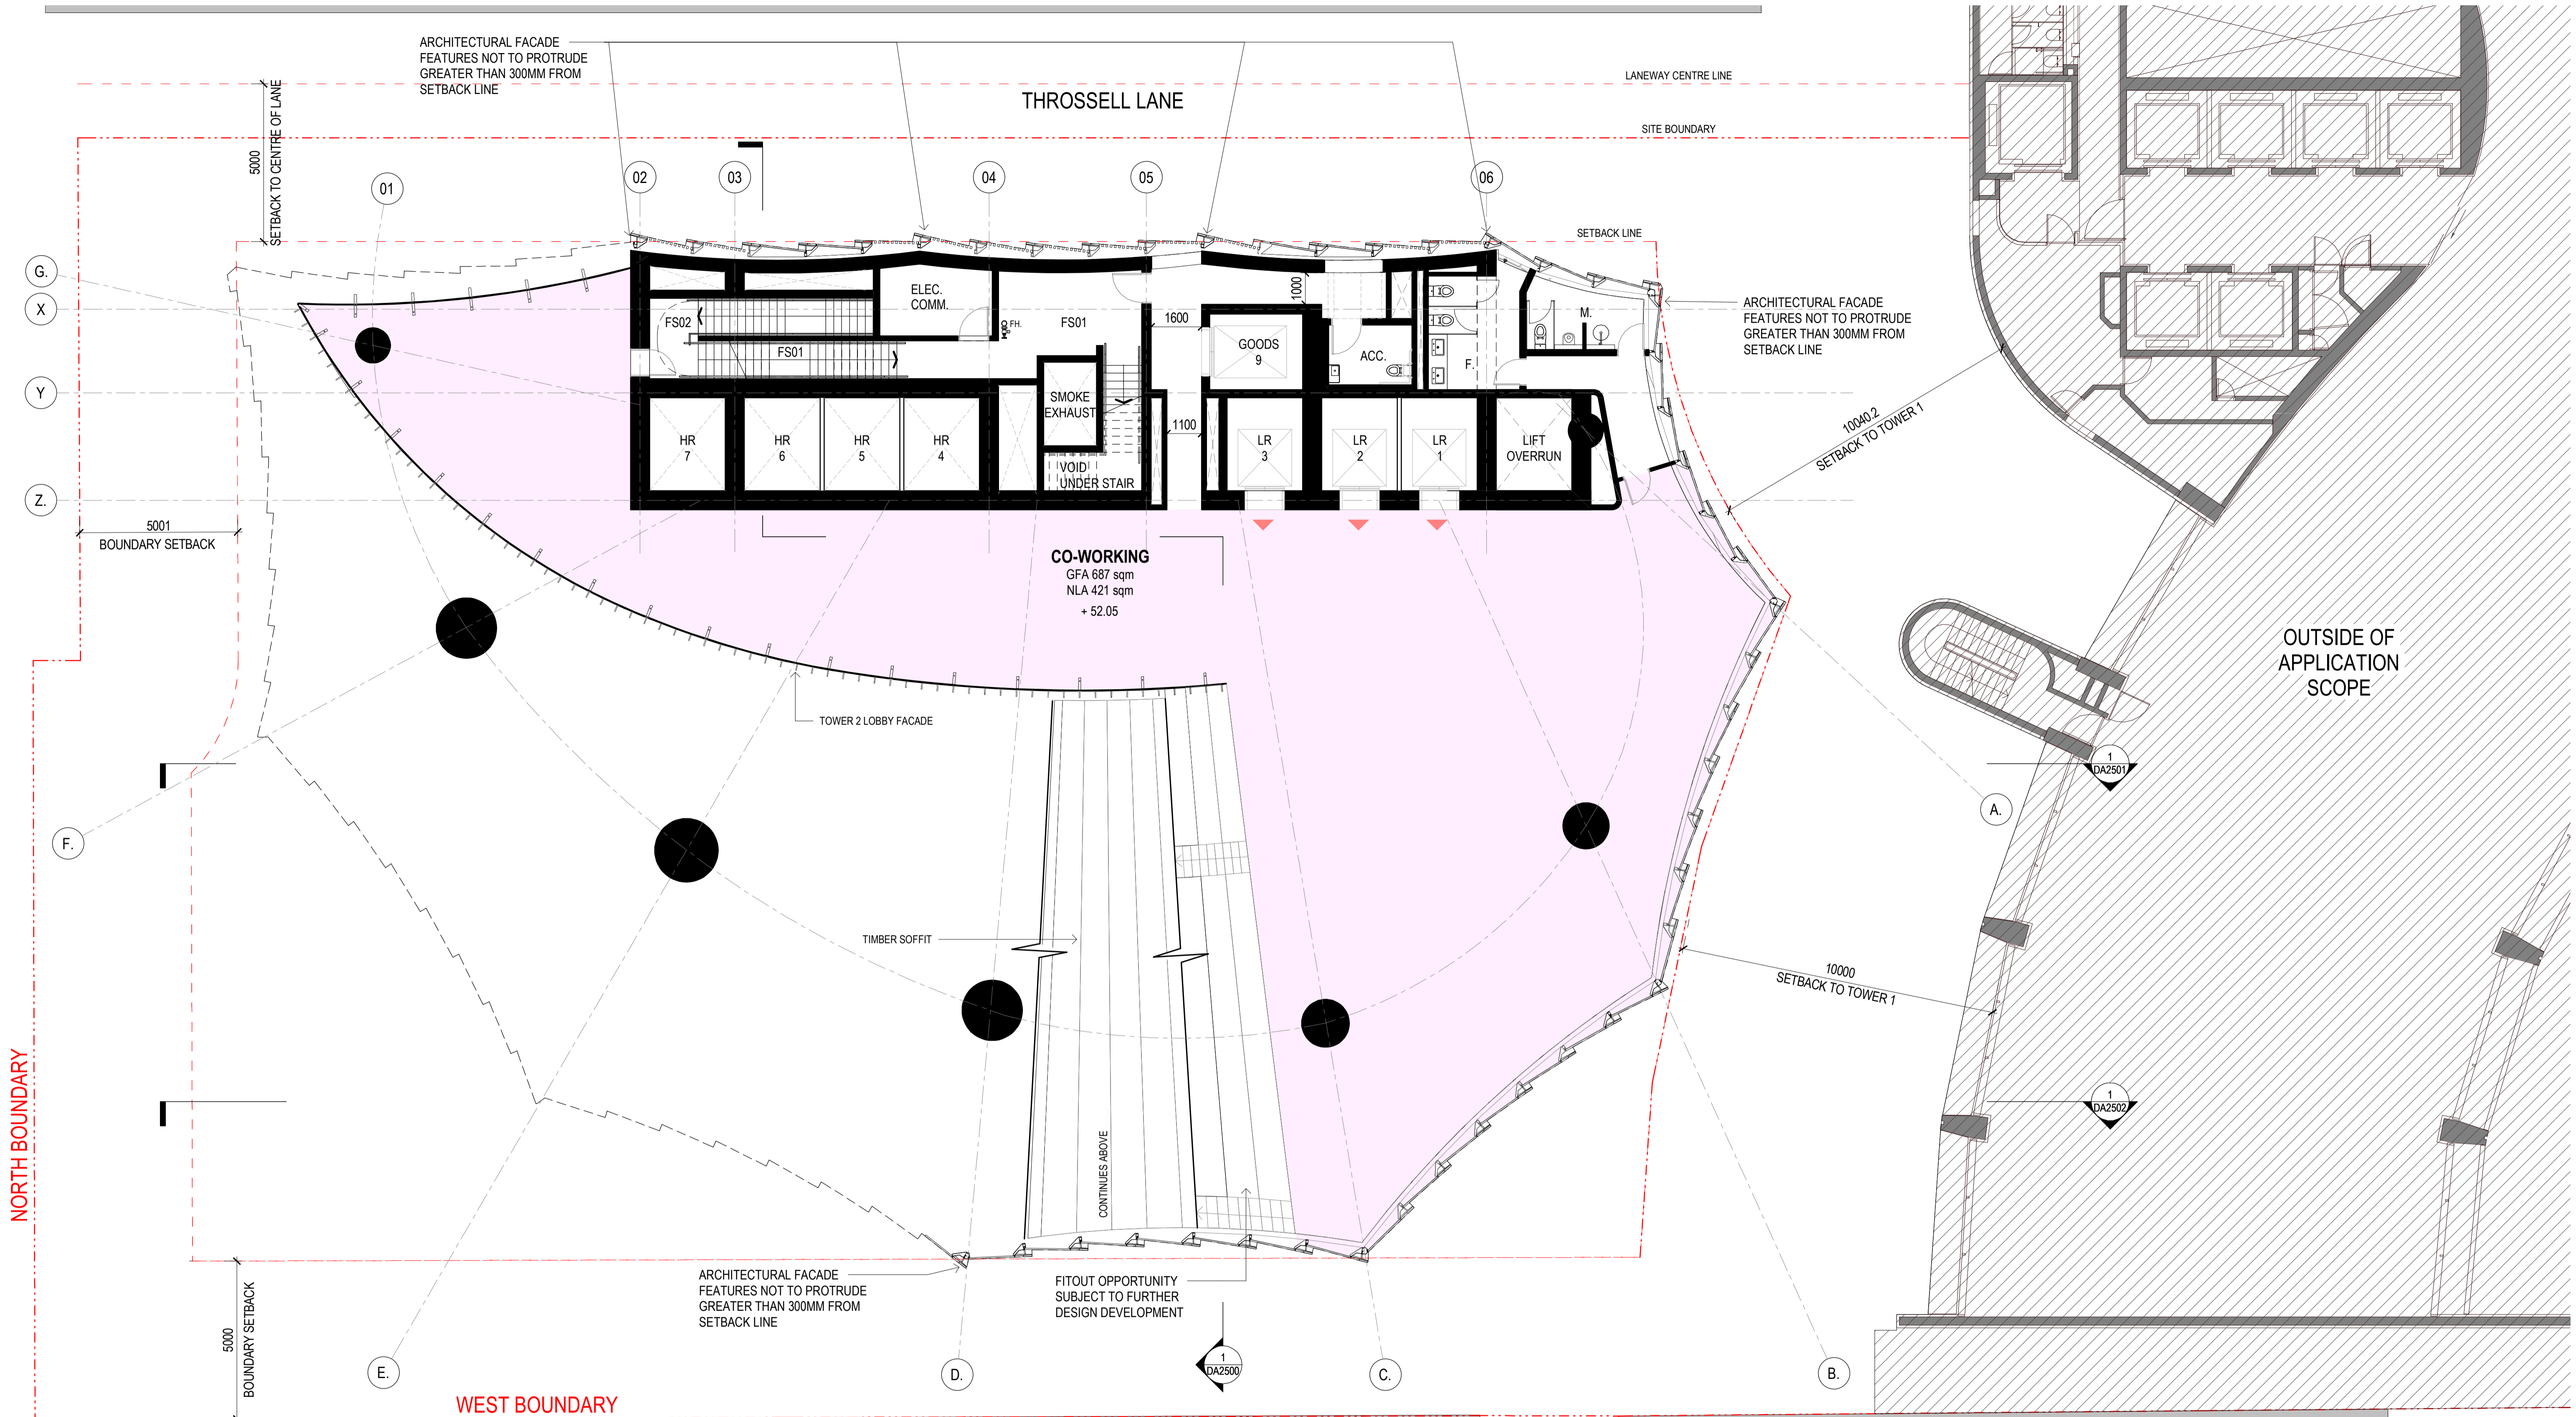 ARCHITECTURAL FACADE
FEATURES NOT TO PROTRUDE
GREATER THAN 300MM FROM
SETBACK LINE
LANEWAY CENTRE LINE
THROSSELL LANE
SITE BOUNDARY
5000
SETBACK TO CENTRE OF LANE
01
02
03
04
05
06
SETBACK LINE
G.
X
Y
Z.
ELEC.
COMM.
FS02
FS01
FH.
FS01
1600
1000
GOODS
9
ACC.
F.
M.
ARCHITECTURAL FACADE
FEATURES NOT TO PROTRUDE
GREATER THAN 300MM FROM
SETBACK LINE
SMOKE
EXHAUST
HR
7
HR
6
HR
5
HR
4
1100
LR
3
LR
2
LR
1
LIFT
OVERRUN
VOID
UNDER STAIR
10040.2
SETBACK TO TOWER 1
5001
BOUNDARY SETBACK
CO-WORKING
GFA 687 sqm
NLA 421 sqm
+ 52.05
OUTSIDE OF
APPLICATION
SCOPE
TOWER 2 LOBBY FACADE
1
DA2501
A.
F.
TIMBER SOFFIT
10000
SETBACK TO TOWER 1
NORTH BOUNDARY
CONTINUES ABOVE
1
DA2502
ARCHITECTURAL FACADE
FEATURES NOT TO PROTRUDE
GREATER THAN 300MM FROM
SETBACK LINE
FITOUT OPPORTUNITY
SUBJECT TO FURTHER
DESIGN DEVELOPMENT
5000
BOUNDARY SETBACK
E.
D.
1
DA2500
C.
B.
WEST BOUNDARY